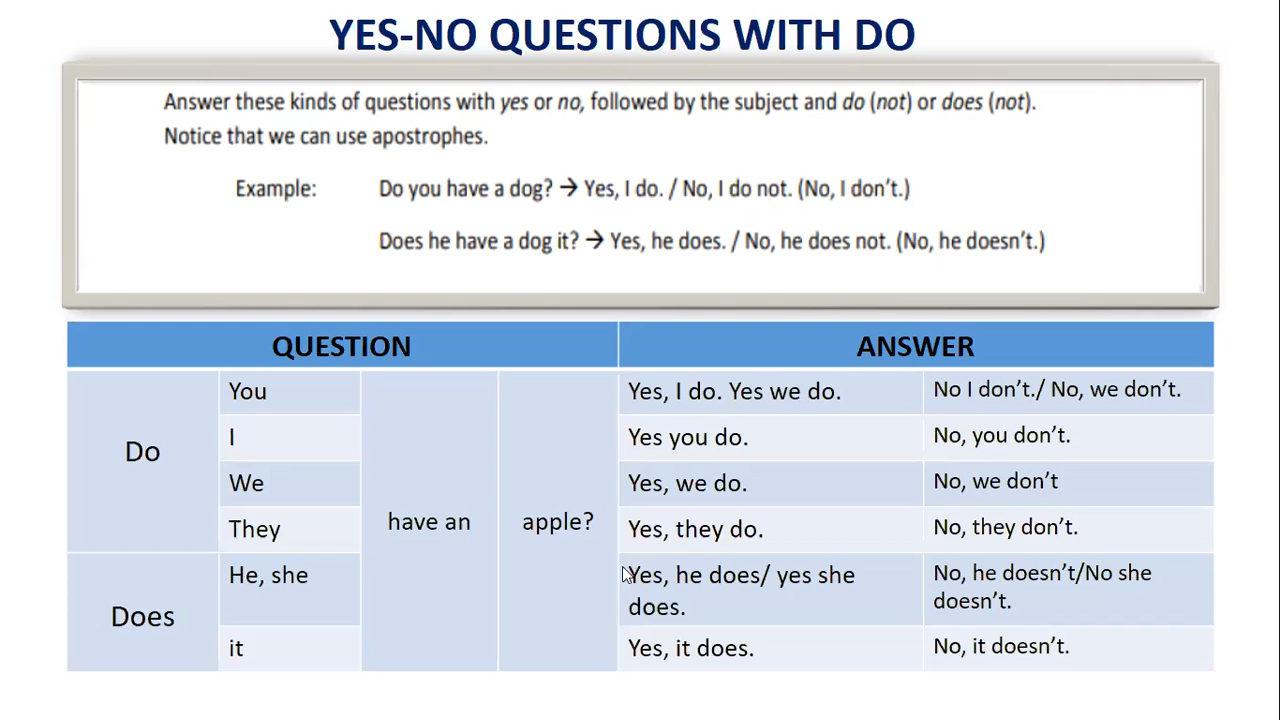 YES-NO QUESTIONS WITH DO
Answer these kinds of questions with yes or no, followed by the subject and do (not) or does (not).
Notice that we can use apostrophes.
Example: Do you have a dog? → Yes, I do. / No, I do not. (No, I don't.)
Does he have a dog it? → Yes, he does. / No, he does not. (No, he doesn't.)
QUESTION ANSWER
Do
You
I
We
They
Does
He, she
it
have an
apple?
Yes, I do. Yes we do.
No I don't./ No, we don't.
Yes you do.
No, you don't.
Yes, we do.
No, we don't
Yes, they do.
No, they don't.
Yes, he does/ yes she
does.
No, he doesn't/No she
doesn't.
Yes, it does.
No, it doesn't.